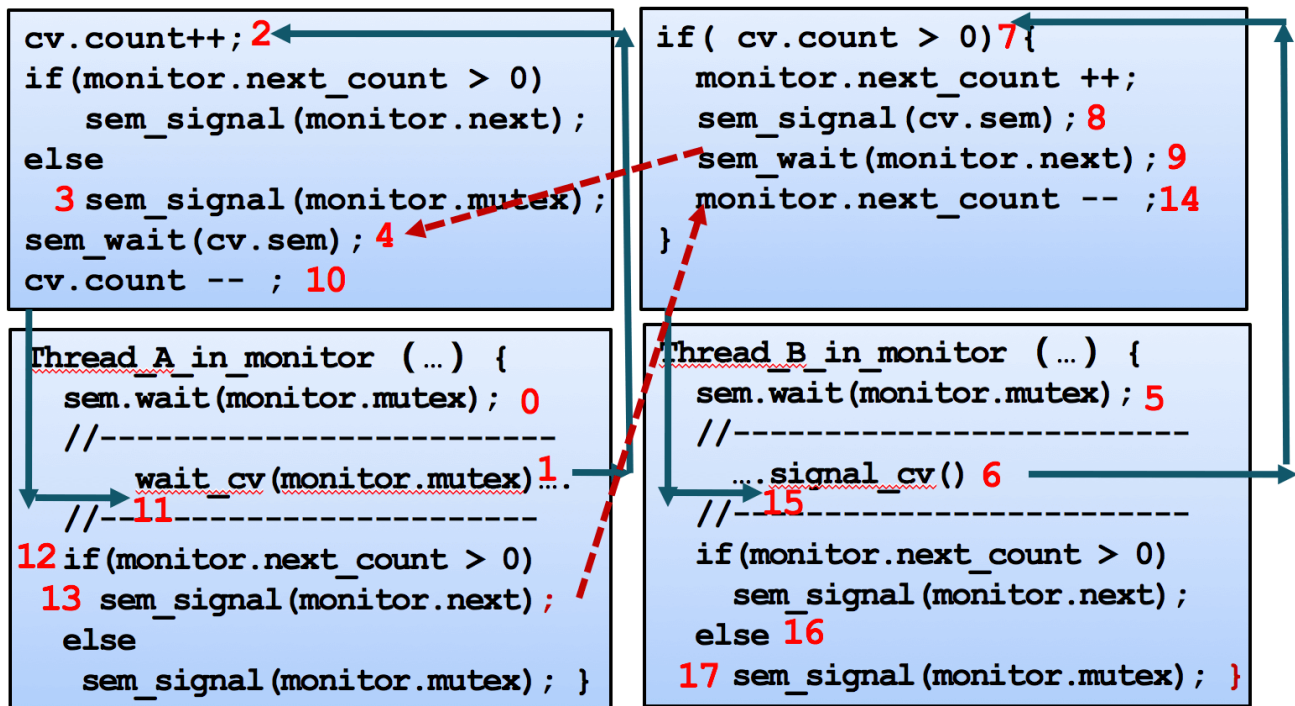 cv.count++; 2
if(monitor.next_count > 0)
sem_signal(monitor.next);
else
3 sem_signal(monitor.mutex);
sem_wait(cv.sem); 4
cv.count -- ; 10
if( cv.count > 0) 7 {
monitor.next_count ++;
sem_signal(cv.sem); 8
sem_wait(monitor.next); 9
monitor.next_count -- ; 14
}
Thread_A_in_monitor (…) {
sem.wait(monitor.mutex); 0
//--------------------------
wait_cv(monitor.mutex) 1 ….
11
//--------------------------
12 if(monitor.next_count > 0)
13 sem_signal(monitor.next);
else
sem_signal(monitor.mutex); }
Thread_B_in_monitor (…) {
sem.wait(monitor.mutex); 5
//--------------------------
….signal_cv() 6
15
//--------------------------
if(monitor.next_count > 0)
sem_signal(monitor.next);
else 16
17 sem_signal(monitor.mutex); }